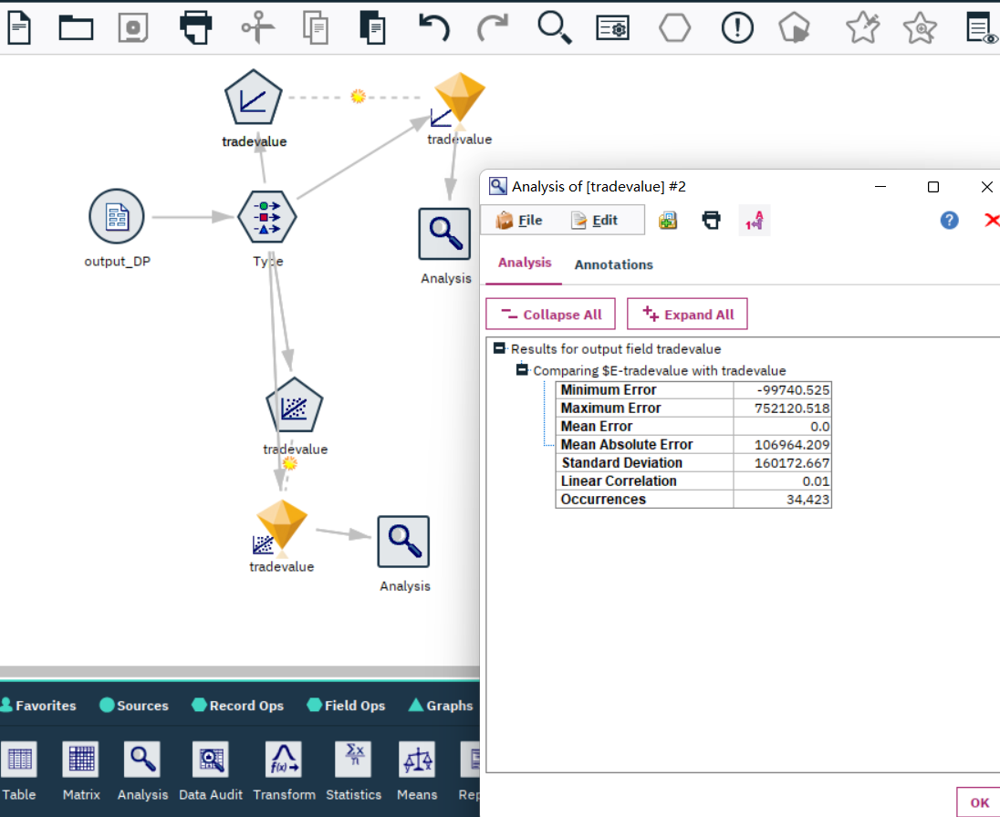 tradevalue
tradevalue
output_DP
Type
Analysis
tradevalue
tradevalue
Analysis
Analysis of [tradevalue] #2
File Edit
Analysis Annotations
Collapse All Expand All
Results for output field tradevalue
Comparing $E-tradevalue with tradevalue
Minimum Error -99740.525
Maximum Error 752120.518
Mean Error 0.0
Mean Absolute Error 106964.209
Standard Deviation 160172.667
Linear Correlation 0.01
Occurrences 34,423
OK
Favorites Sources Record Ops Field Ops Graphs
Σx
n
f(x)
Table Matrix Analysis Data Audit Transform Statistics Means Rep